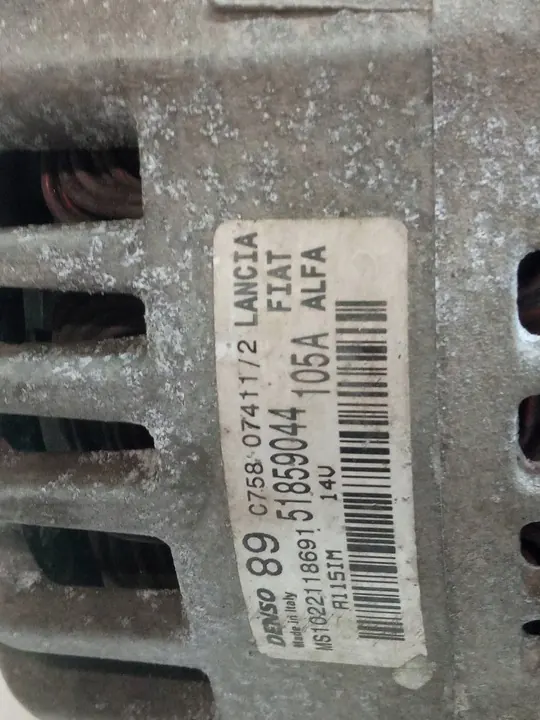 DENSO 89 C758 07411/2 LANCIA
Made in Italy FIAT
MS1022118691 51859044 105A ALFA
A115IM 14V